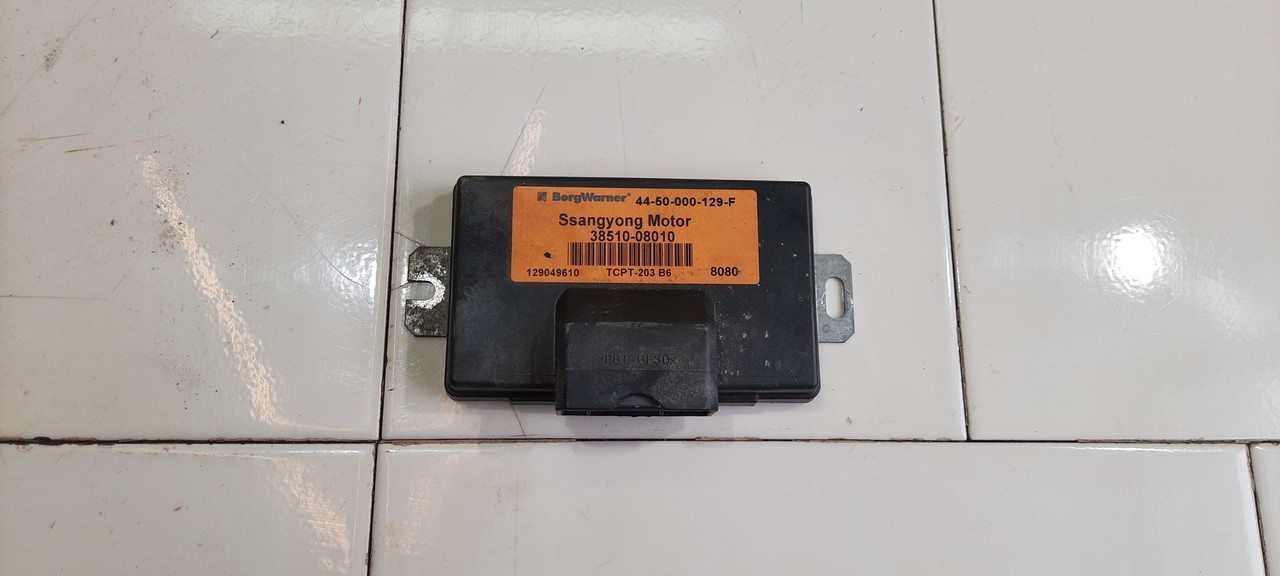 BorgWarner® 44-50-000-129-F
Ssangyong Motor
38510-08010
129049610 TCPT-203 B6 8080